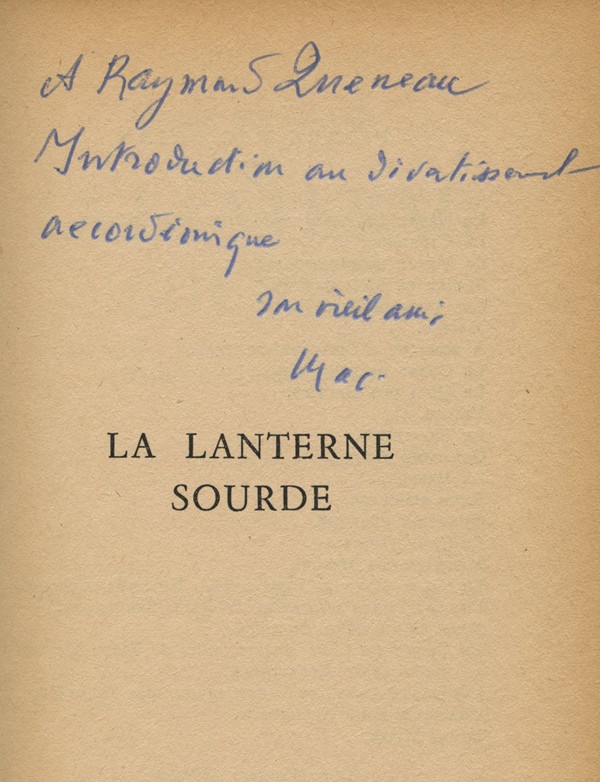 A Raymond Queneau
Introduction au divertissement
accordéonique
son vieil ami,
Mac.
LA LANTERNE
SOURDE